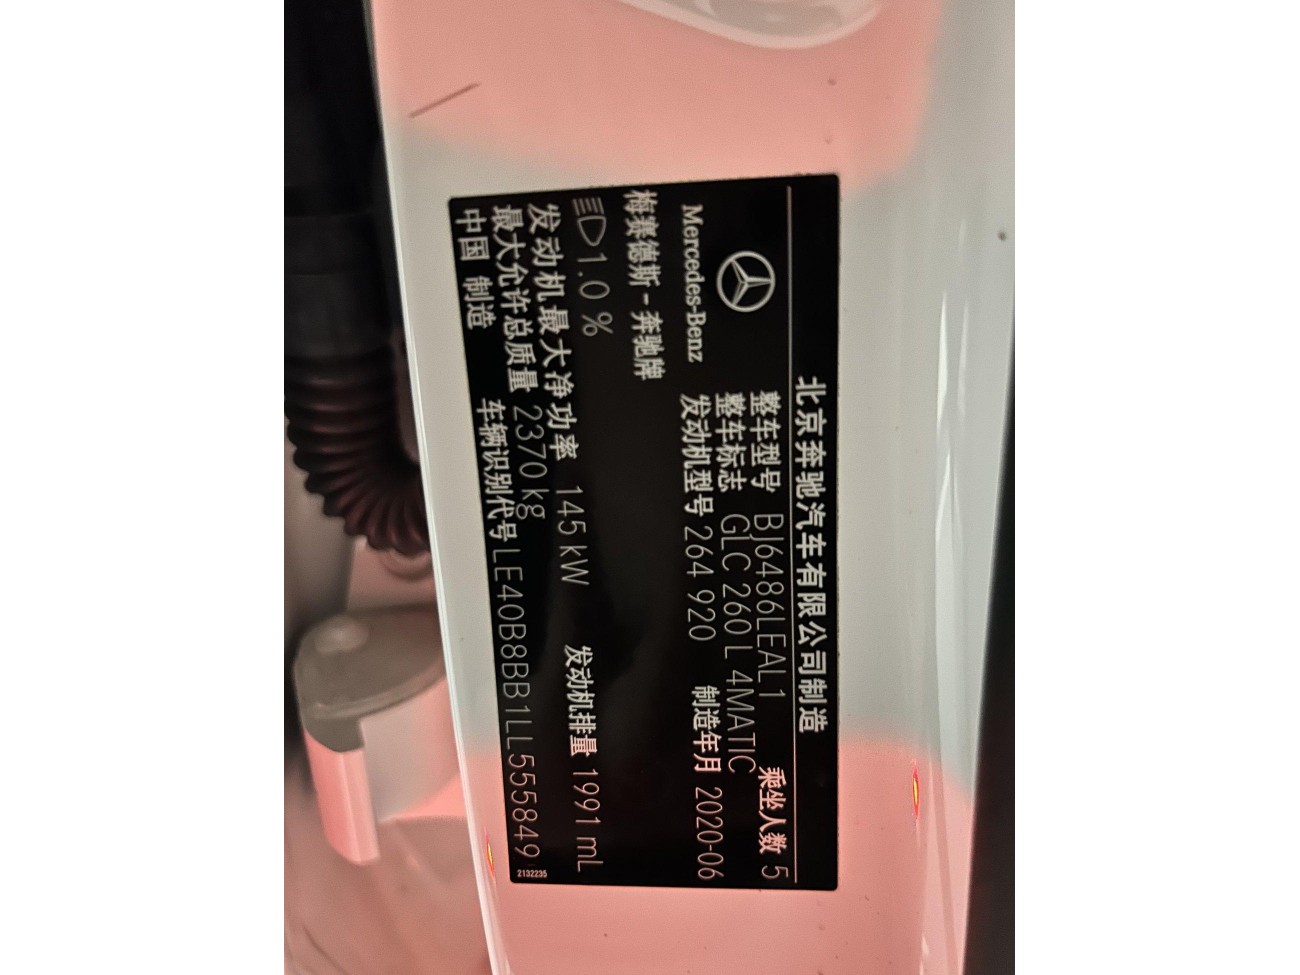 北京奔驰汽车有限公司制造
Mercedes-Benz
整车型号 BJ6486LEAL1 乘坐人数 5
整车标志 GLC 260 L 4MATIC
发动机型号 264 920 制造年月 2020-06
梅赛德斯-奔驰牌
1.0 %
发动机最大净功率 145 kW 发动机排量 1991 mL
最大允许总质量 2370 kg
中国 制造 车辆识别代号 LE40B8BB1LL555849
2132235